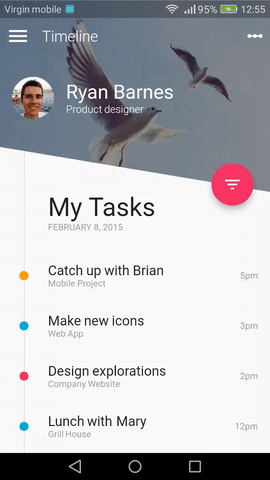 Virgin mobile 95% 12:55
Timeline
Ryan Barnes
Product designer
My Tasks
FEBRUARY 8, 2015
Catch up with Brian 5pm
Mobile Project
Make new icons 3pm
Web App
Design explorations 2pm
Company Website
Lunch with Mary 12pm
Grill House